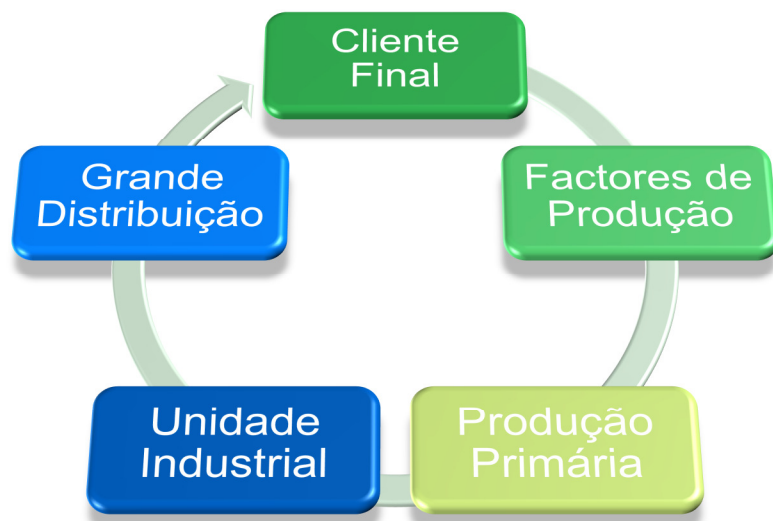 Cliente
Final
Factores de
Produção
Produção
Primária
Unidade
Industrial
Grande
Distribuição